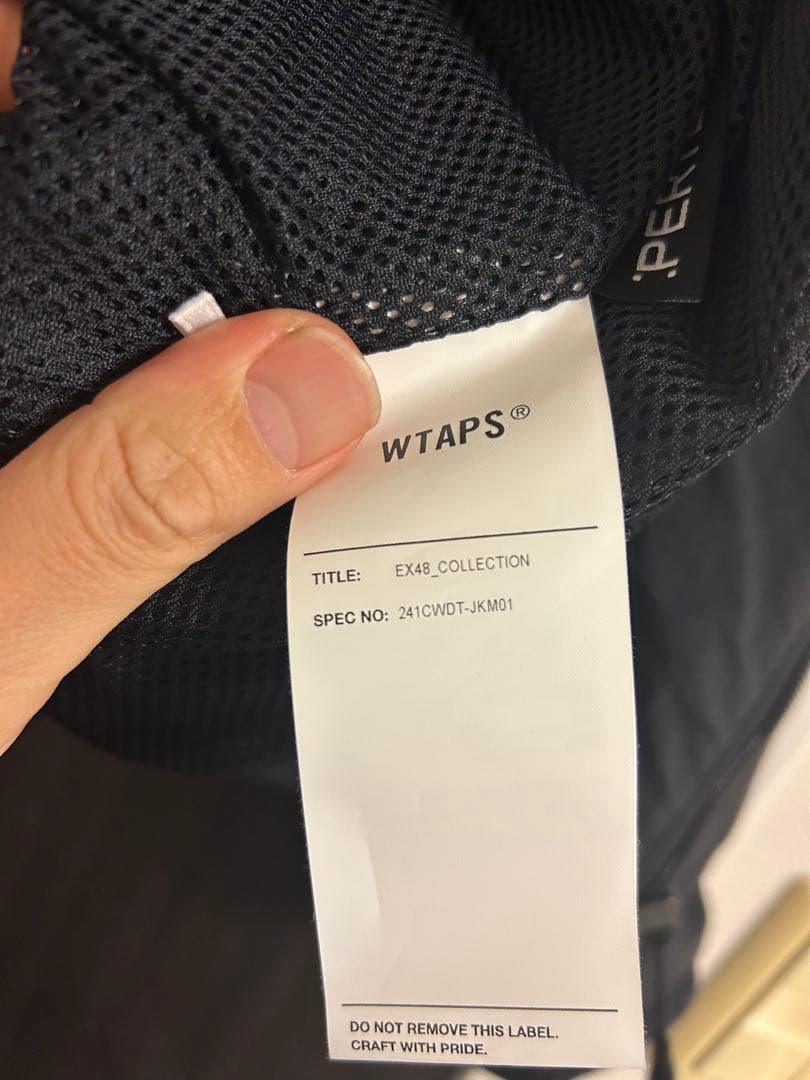 WTAPS®
TITLE: EX48_COLLECTION
SPEC NO: 241CWDT-JKM01
DO NOT REMOVE THIS LABEL.
CRAFT WITH PRIDE.